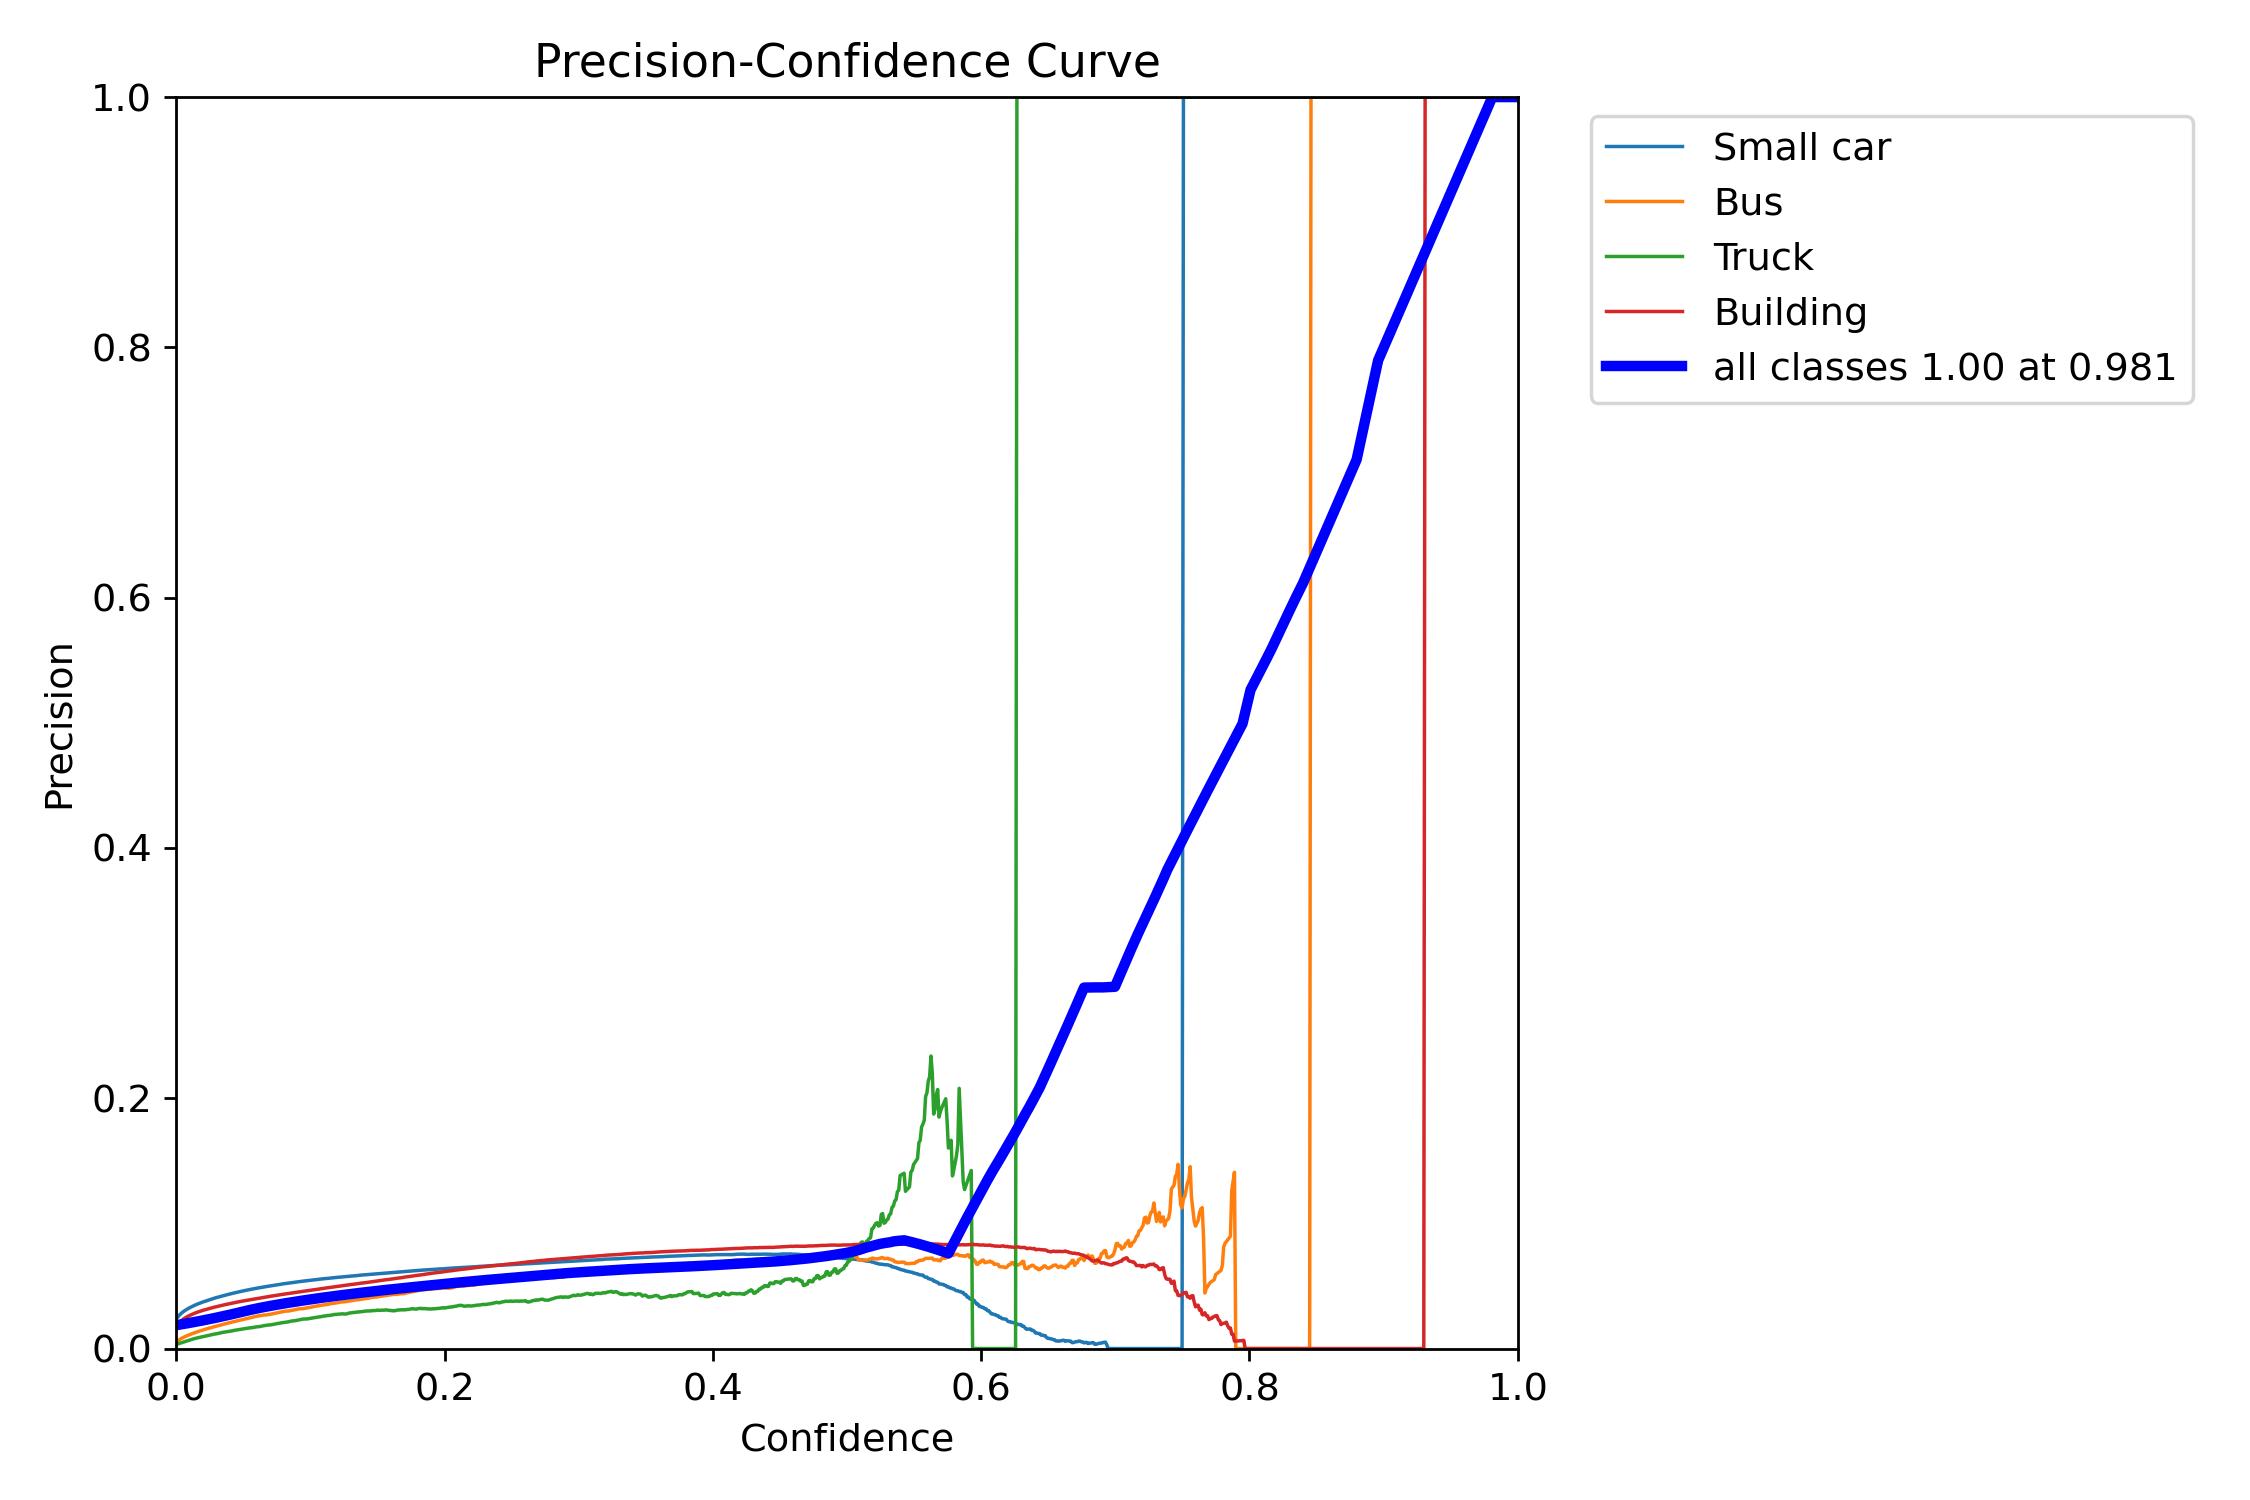 Precision-Confidence Curve
1.0
0.8
0.6
0.4
0.2
0.0
Precision
0.0 0.2 0.4 0.6 0.8 1.0
Confidence
Small car
Bus
Truck
Building
all classes 1.00 at 0.981